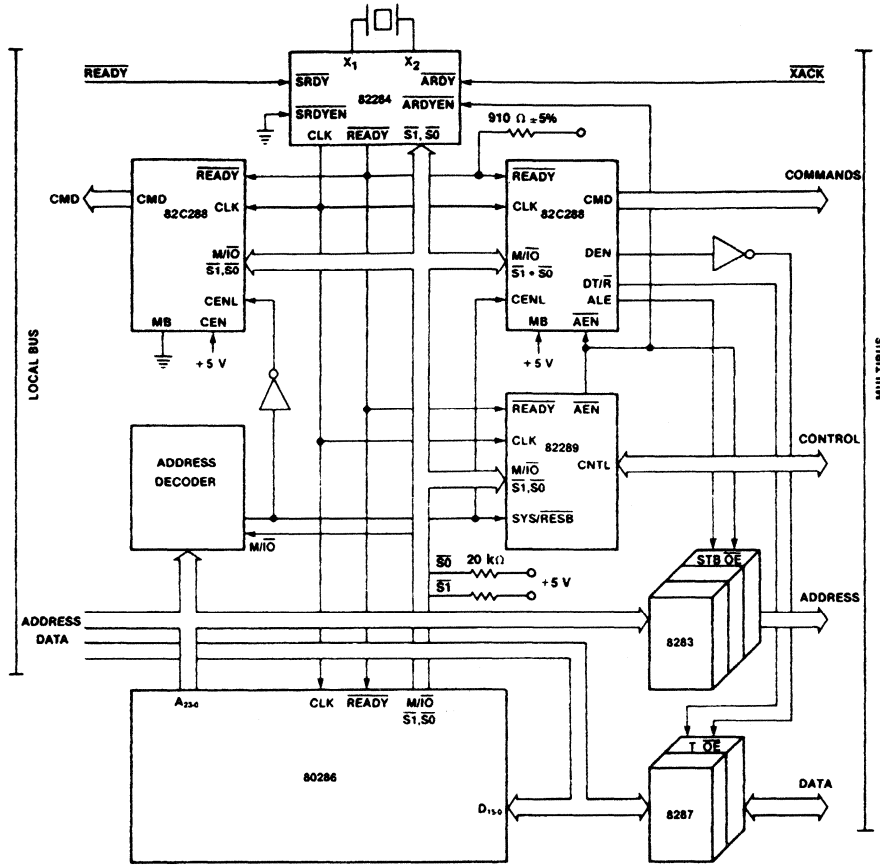 X1 X2
READY
SRDY
ARDY
XACK
82284
SRDYEN
ARDYEN
CLK READY S1, S0
910 Ω ±5%
READY
READY
CMD
CMD
82C288
CLK
CLK
82C288
CMD
COMMANDS
M/IO
S1,S0
M/IO
S1 • S0
DEN
DT/R
CENL
CENL
ALE
MB CEN
+5 V
MB AEN
+5 V
LOCAL BUS
MULTIBUS
READY AEN
ADDRESS
DECODER
CLK
82289
M/IO
S1,S0
CNTL
CONTROL
SYS/RESB
M/IO
S0 20 kΩ
S1
+5 V
STB OE
ADDRESS
DATA
ADDRESS
8283
A23-0 CLK READY M/IO
S1,S0
T OE
80286
D15-0
8287
DATA